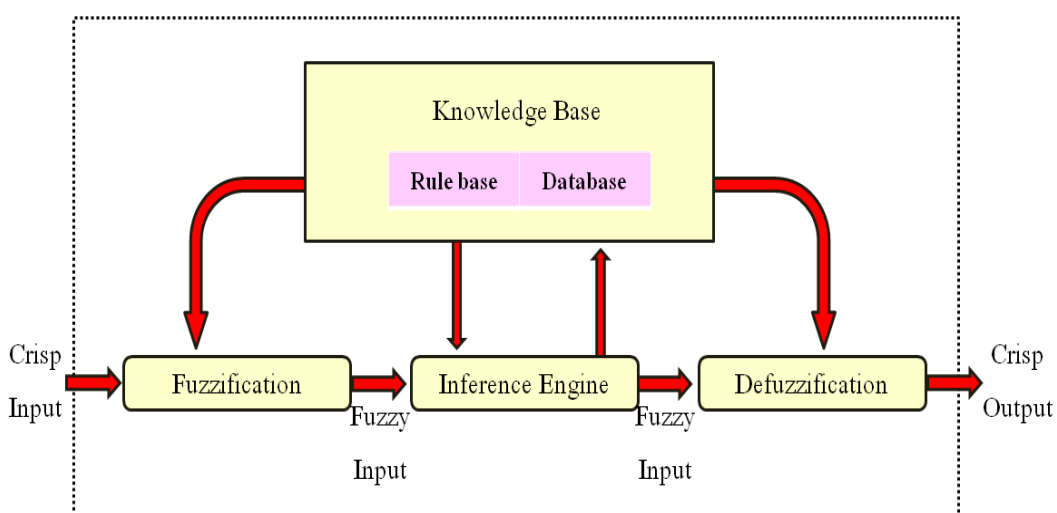 Knowledge Base
Rule base
Database
Crisp
Input
Fuzzification
Fuzzy
Input
Inference Engine
Fuzzy
Input
Defuzzification
Crisp
Output